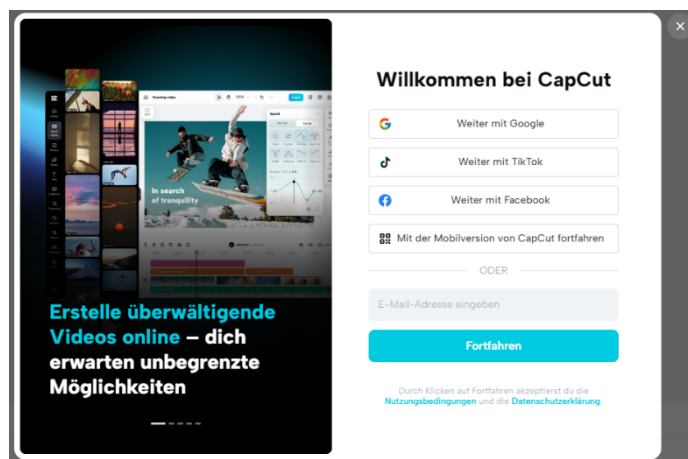 Willkommen bei CapCut
Weiter mit Google
Weiter mit TikTok
Weiter mit Facebook
Mit der Mobilversion von CapCut fortfahren
ODER
E-Mail-Adresse eingeben
Fortfahren
Durch Klicken auf Fortfahren akzeptierst du die
Nutzungsbedingungen und die Datenschutzerklärung.
In search
of tranquility
Speed
Erstelle überwältigende
Videos online – dich
erwarten unbegrenzte
Möglichkeiten